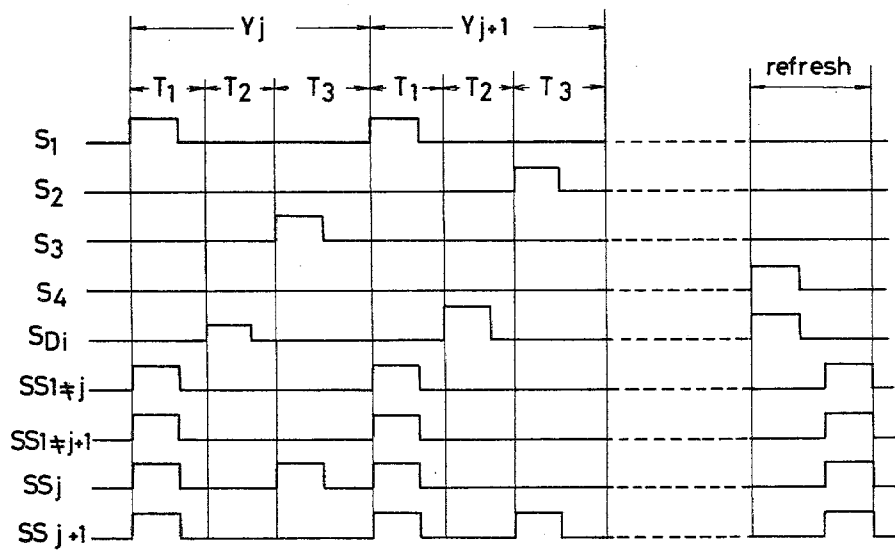 Yj Yj+1
refresh
T1 T2 T3 T1 T2 T3
S1
S2
S3
S4
SDi
SS1≠j
SS1≠j+1
SSj
SSj+1